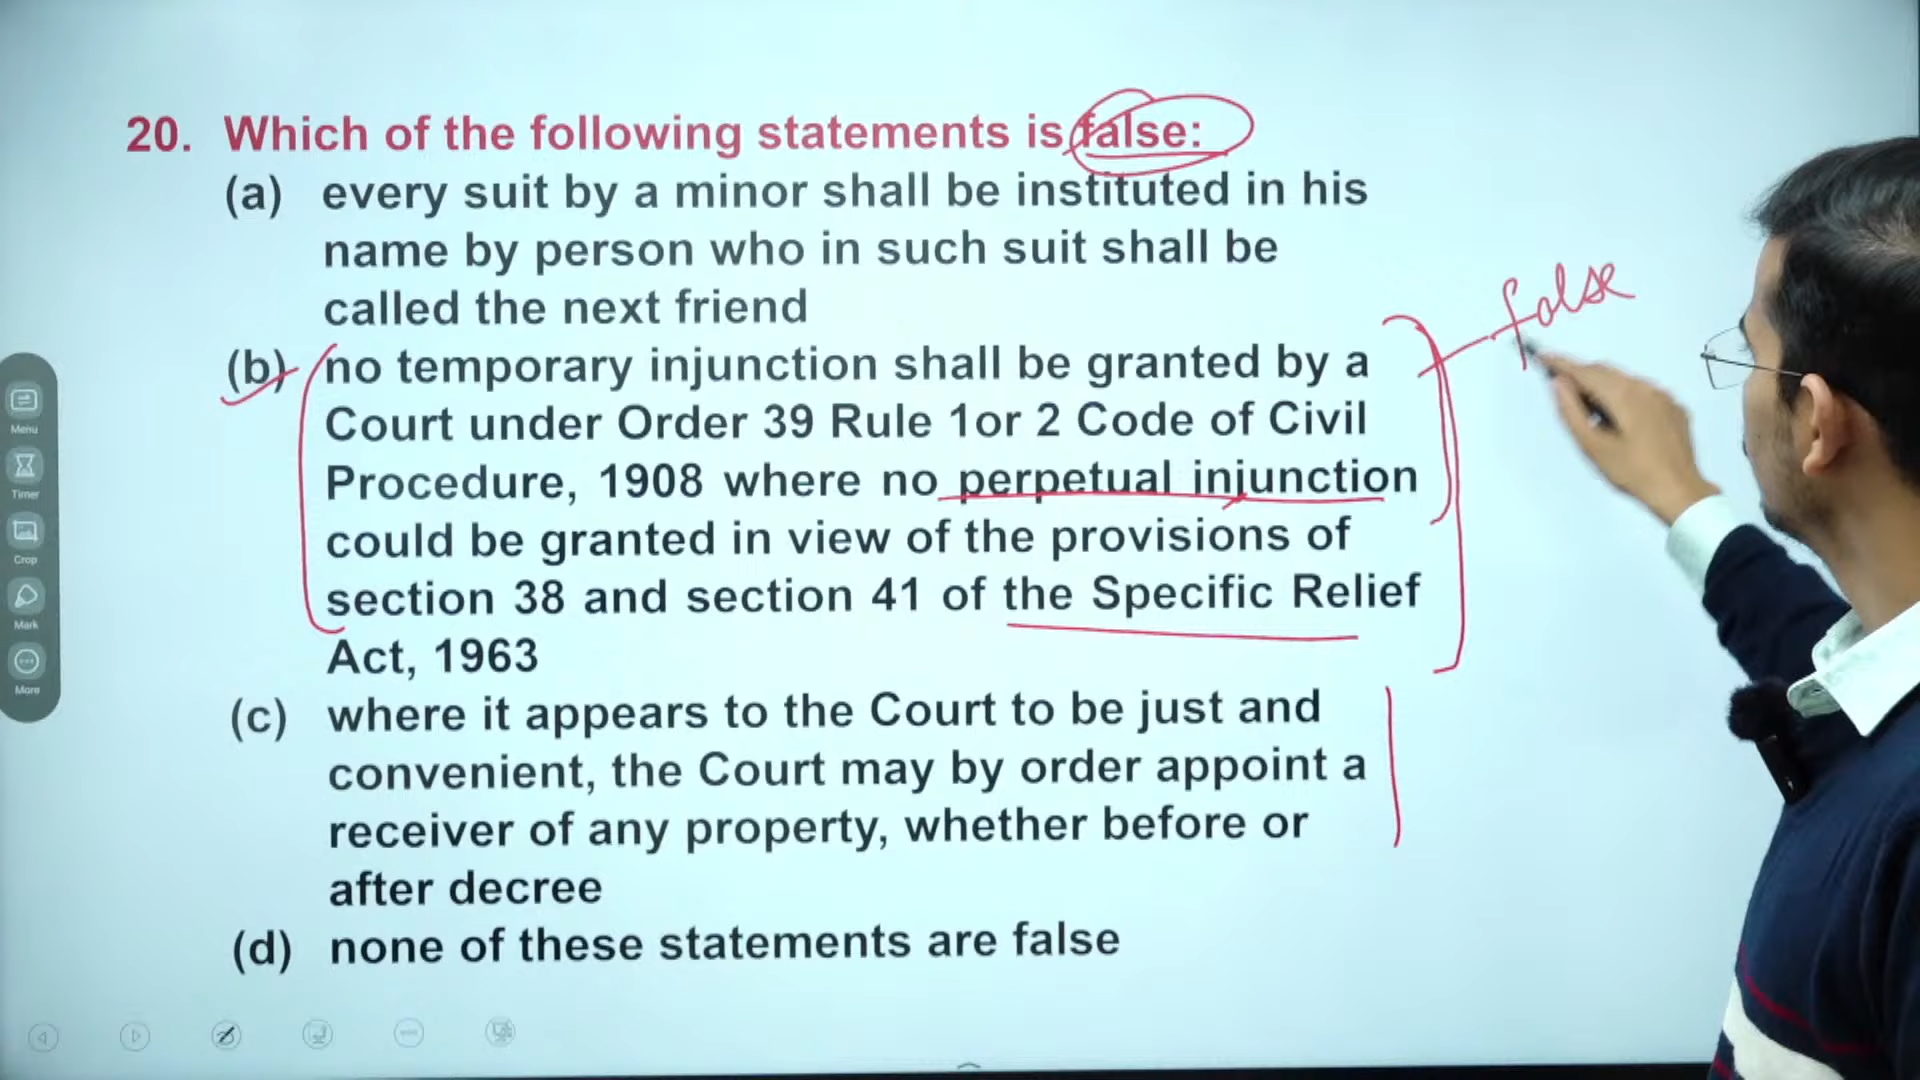 20. Which of the following statements is false:
(a) every suit by a minor shall be instituted in his
name by person who in such suit shall be
called the next friend
(b) no temporary injunction shall be granted by a
Court under Order 39 Rule 1or 2 Code of Civil
Procedure, 1908 where no perpetual injunction
could be granted in view of the provisions of
section 38 and section 41 of the Specific Relief
Act, 1963
false
(c) where it appears to the Court to be just and
convenient, the Court may by order appoint a
receiver of any property, whether before or
after decree
(d) none of these statements are false
Menu
Timer
Crop
Mark
More